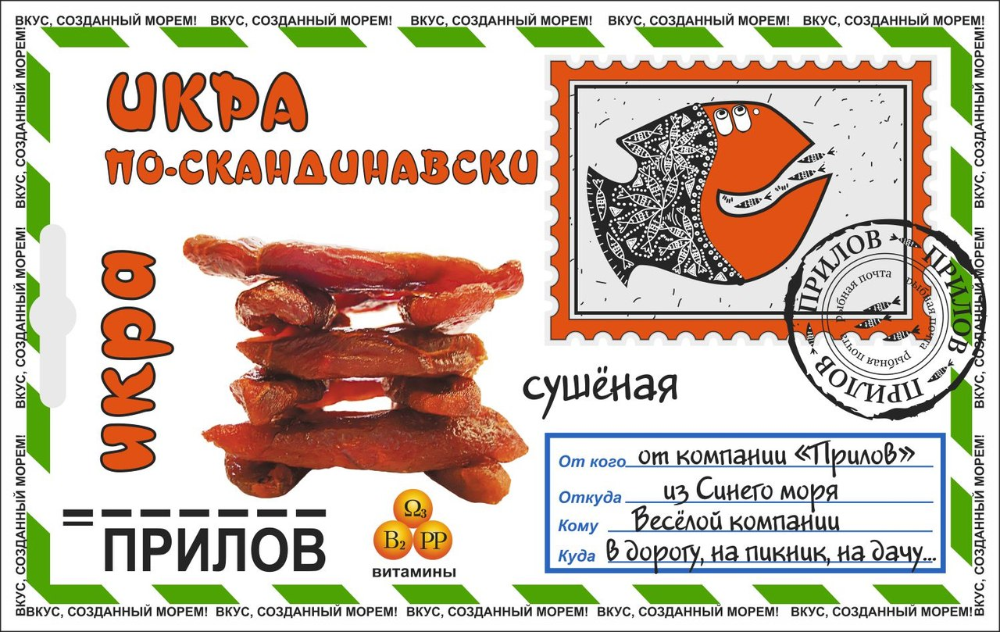 ВКУС, СОЗДАННЫЙ МОРЕМ! ВКУС, СОЗДАННЫЙ МОРЕМ! ВКУС, СОЗДАННЫЙ МОРЕМ! ВКУС, СОЗДАННЫЙ МОРЕМ! ВКУС, СОЗДАННЫЙ МОРЕМ!
ВКУС, СОЗДАННЫЙ МОРЕМ! ВКУС, СОЗДАННЫЙ МОРЕМ! ВКУС, СОЗДАННЫЙ МОРЕМ!
ИКРА
ПО-СКАНДИНАВСКИ
икра
ПРИЛОВ ПРИЛОВ ПРИЛОВ
рыбная почта рыбная почта рыбная почта
сушёная
От кого от компании «Прилов»
Откуда из Синего моря
Кому Весёлой компании
Куда в дорогу, на пикник, на дачу...
ПРИЛОВ
Ω3
B2 PP
витамины
ВКУС, СОЗДАННЫЙ МОРЕМ! ВКУС, СОЗДАННЫЙ МОРЕМ! ВКУС, СОЗДАННЫЙ МОРЕМ!
ВКУС, СОЗДАННЫЙ МОРЕМ! ВКУС, СОЗДАННЫЙ МОРЕМ! ВКУС, СОЗДАННЫЙ МОРЕМ! ВКУС, СОЗДАННЫЙ МОРЕМ! ВКУС, СОЗДАННЫЙ МОРЕМ!